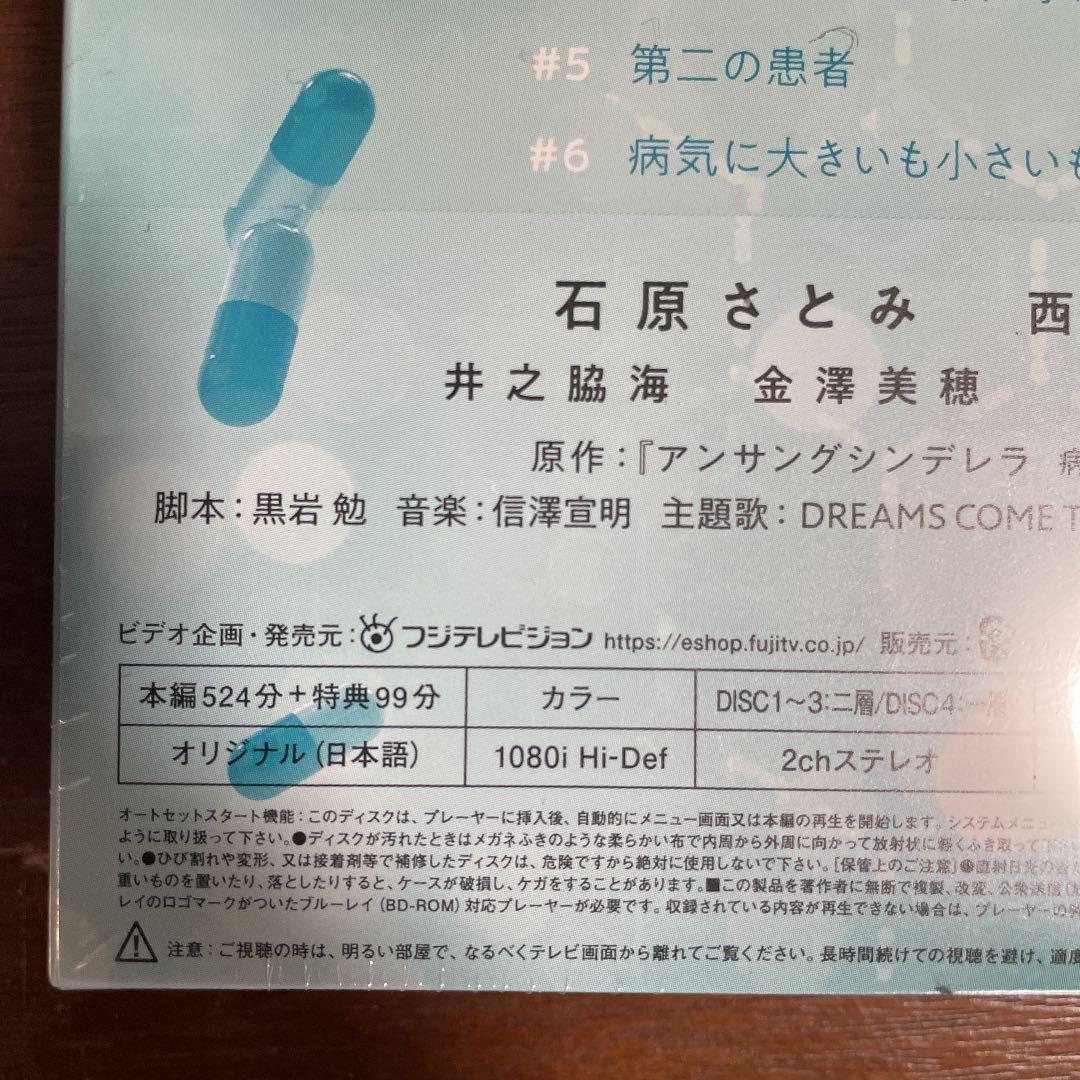 #5 第二の患者
#6 病気に大きいも小さいも
石原さとみ 西
井之脇海 金澤美穂
原作:『アンサングシンデレラ 病
脚本:黒岩 勉 音楽:信澤宣明 主題歌:DREAMS COME T
ビデオ企画・発売元:フジテレビジョン https://eshop.fujitv.co.jp/ 販売元:
本編524分+特典99分 カラー DISC1〜3:二層/DISC4:一層
オリジナル(日本語) 1080i Hi-Def 2chステレオ
オートセットスタート機能:このディスクは、プレーヤーに挿入後、自動的にメニュー画面又は本編の再生を開始します。システムメニュ
ように取り扱って下さい。●ディスクが汚れたときはメガネふきのような柔らかい布で内周から外周に向かって放射状に軽くふき取って下さ
い。●ひび割れや変形、又は接着剤等で補修したディスクは、危険ですから絶対に使用しないで下さい。[保管上のご注意]●直射日光の
重いものを置いたり、落としたりすると、ケースが破損し、ケガをすることがあります。■この製品を著作者に無断で複製、改変、公衆送信
レイのロゴマークがついたブルーレイ(BD-ROM)対応プレーヤーが必要です。収録されている内容が再生できない場合は、プレーヤーの
注意:ご視聴の時は、明るい部屋で、なるべくテレビ画面から離れてご覧ください。長時間続けての視聴を避け、適度